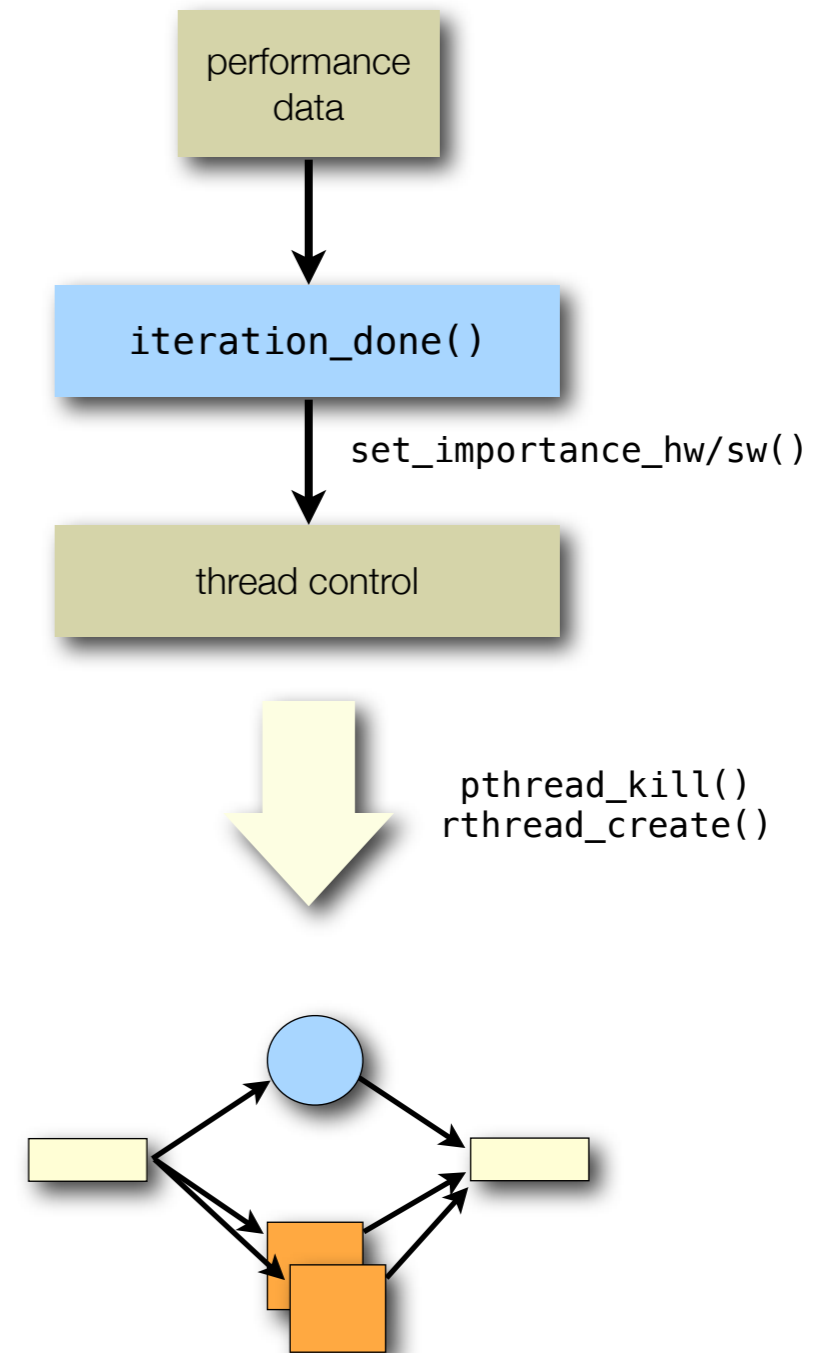 performance
data
iteration_done()
set_importance_hw/sw()
thread control
pthread_kill()
rthread_create()